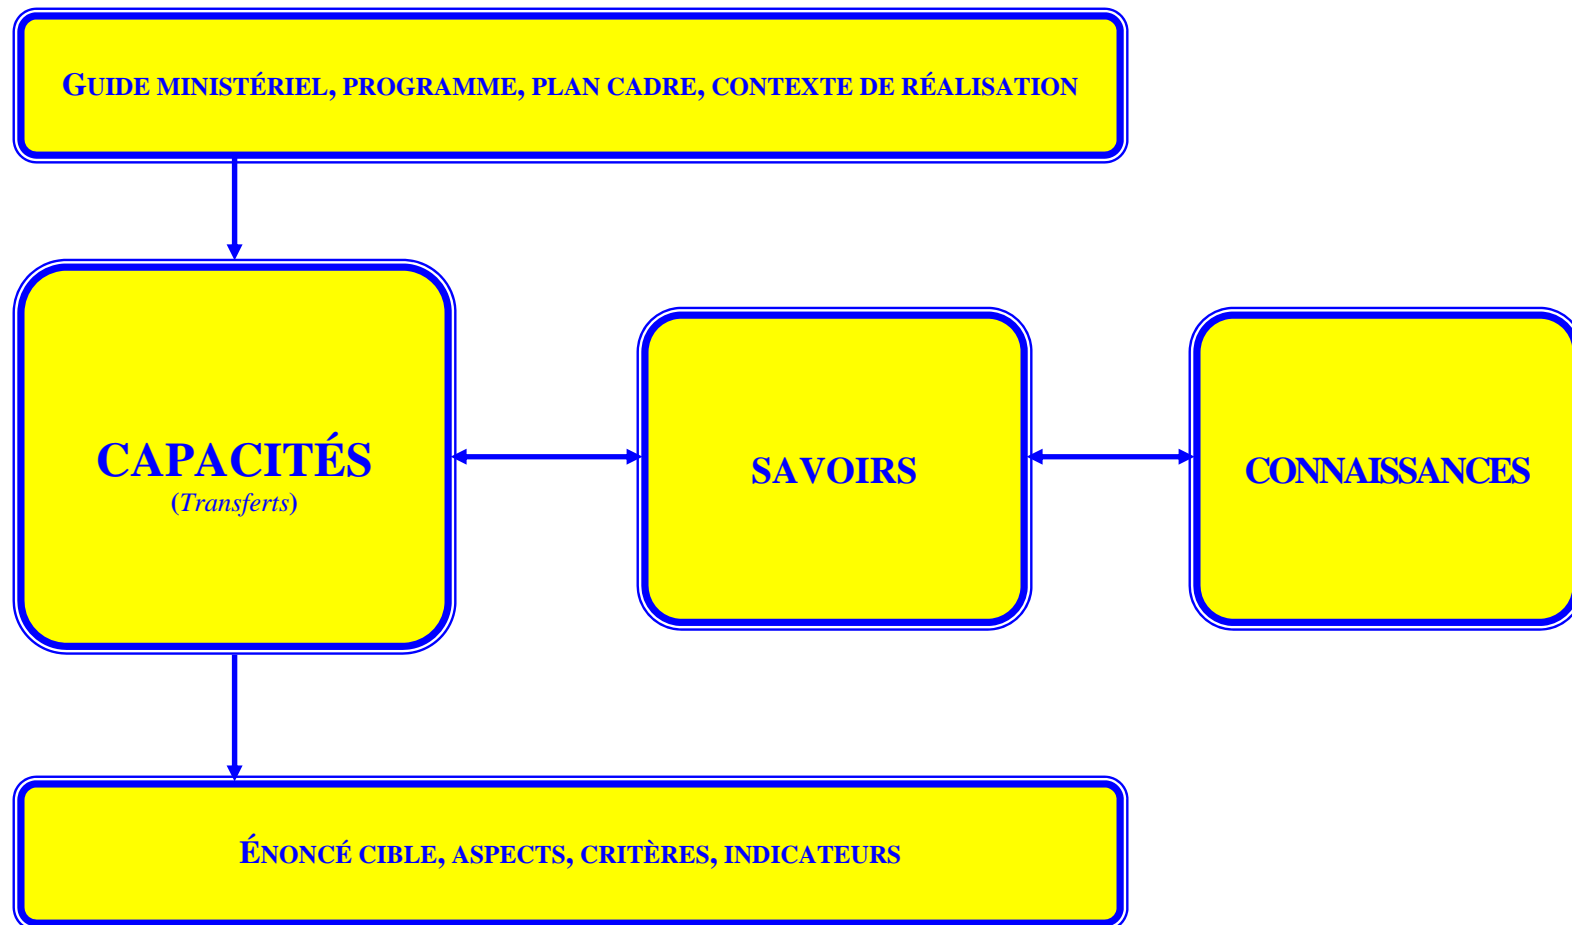 GUIDE MINISTÉRIEL, PROGRAMME, PLAN CADRE, CONTEXTE DE RÉALISATION
CAPACITÉS
(Transferts)
SAVOIRS
CONNAISSANCES
ÉNONCÉ CIBLE, ASPECTS, CRITÈRES, INDICATEURS